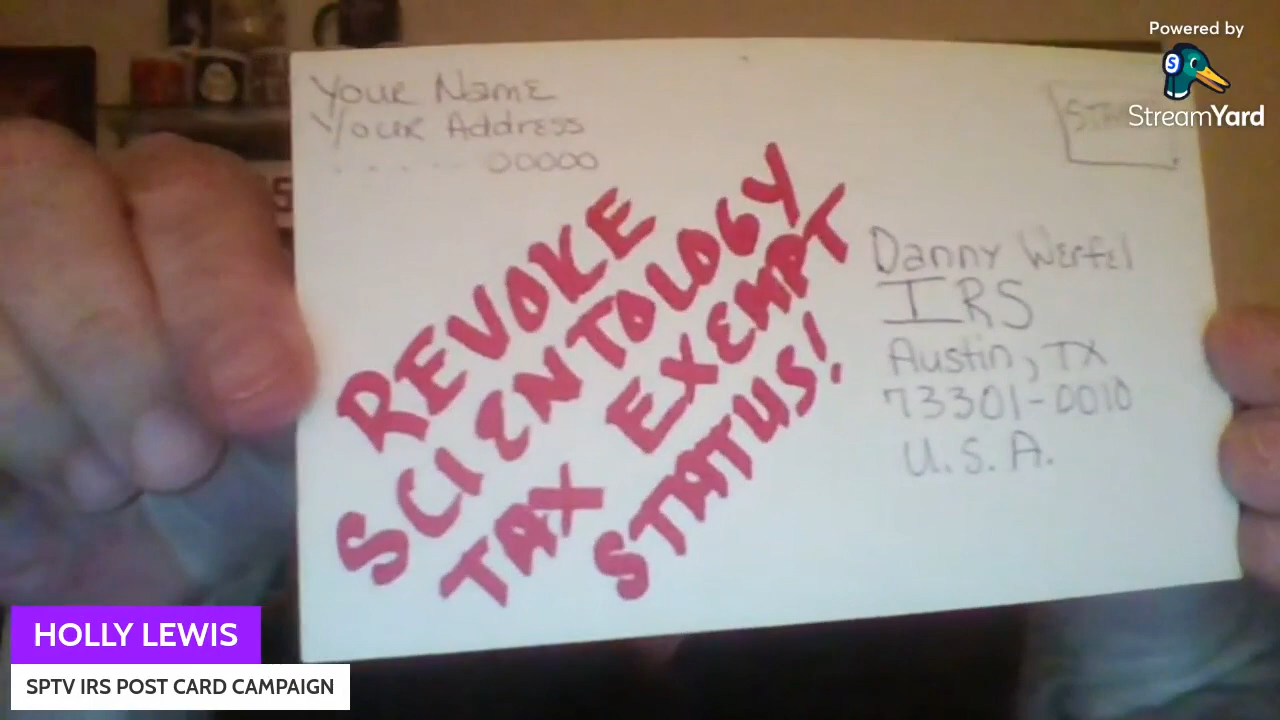 Powered by
StreamYard
Your Name
Your Address
. . . . . . 00000
REVOKE
SCIENTOLOGY
TAX EXEMPT
STATUS!
Danny Werfel
IRS
Austin, TX
73301-0010
U.S.A.
HOLLY LEWIS
SPTV IRS POST CARD CAMPAIGN